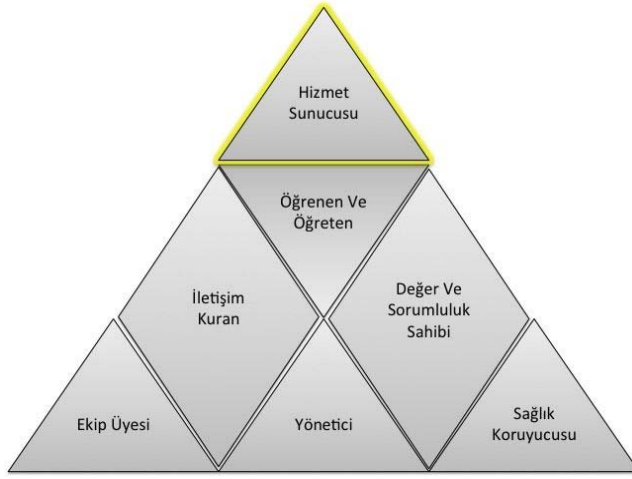 Hizmet
Sunucusu
Öğrenen Ve
Öğreten
İletişim
Kuran
Değer Ve
Sorumluluk
Sahibi
Ekip Üyesi
Yönetici
Sağlık
Koruyucusu